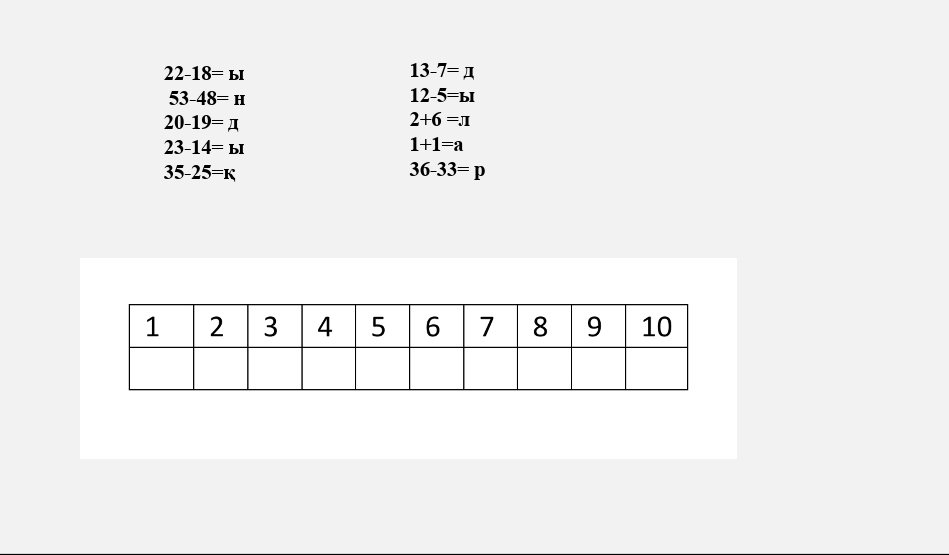 22-18= ы
53-48= н
20-19= д
23-14= ы
35-25=қ
13-7= д
12-5=ы
2+6 =л
1+1=а
36-33= р
1 2 3 4 5 6 7 8 9 10